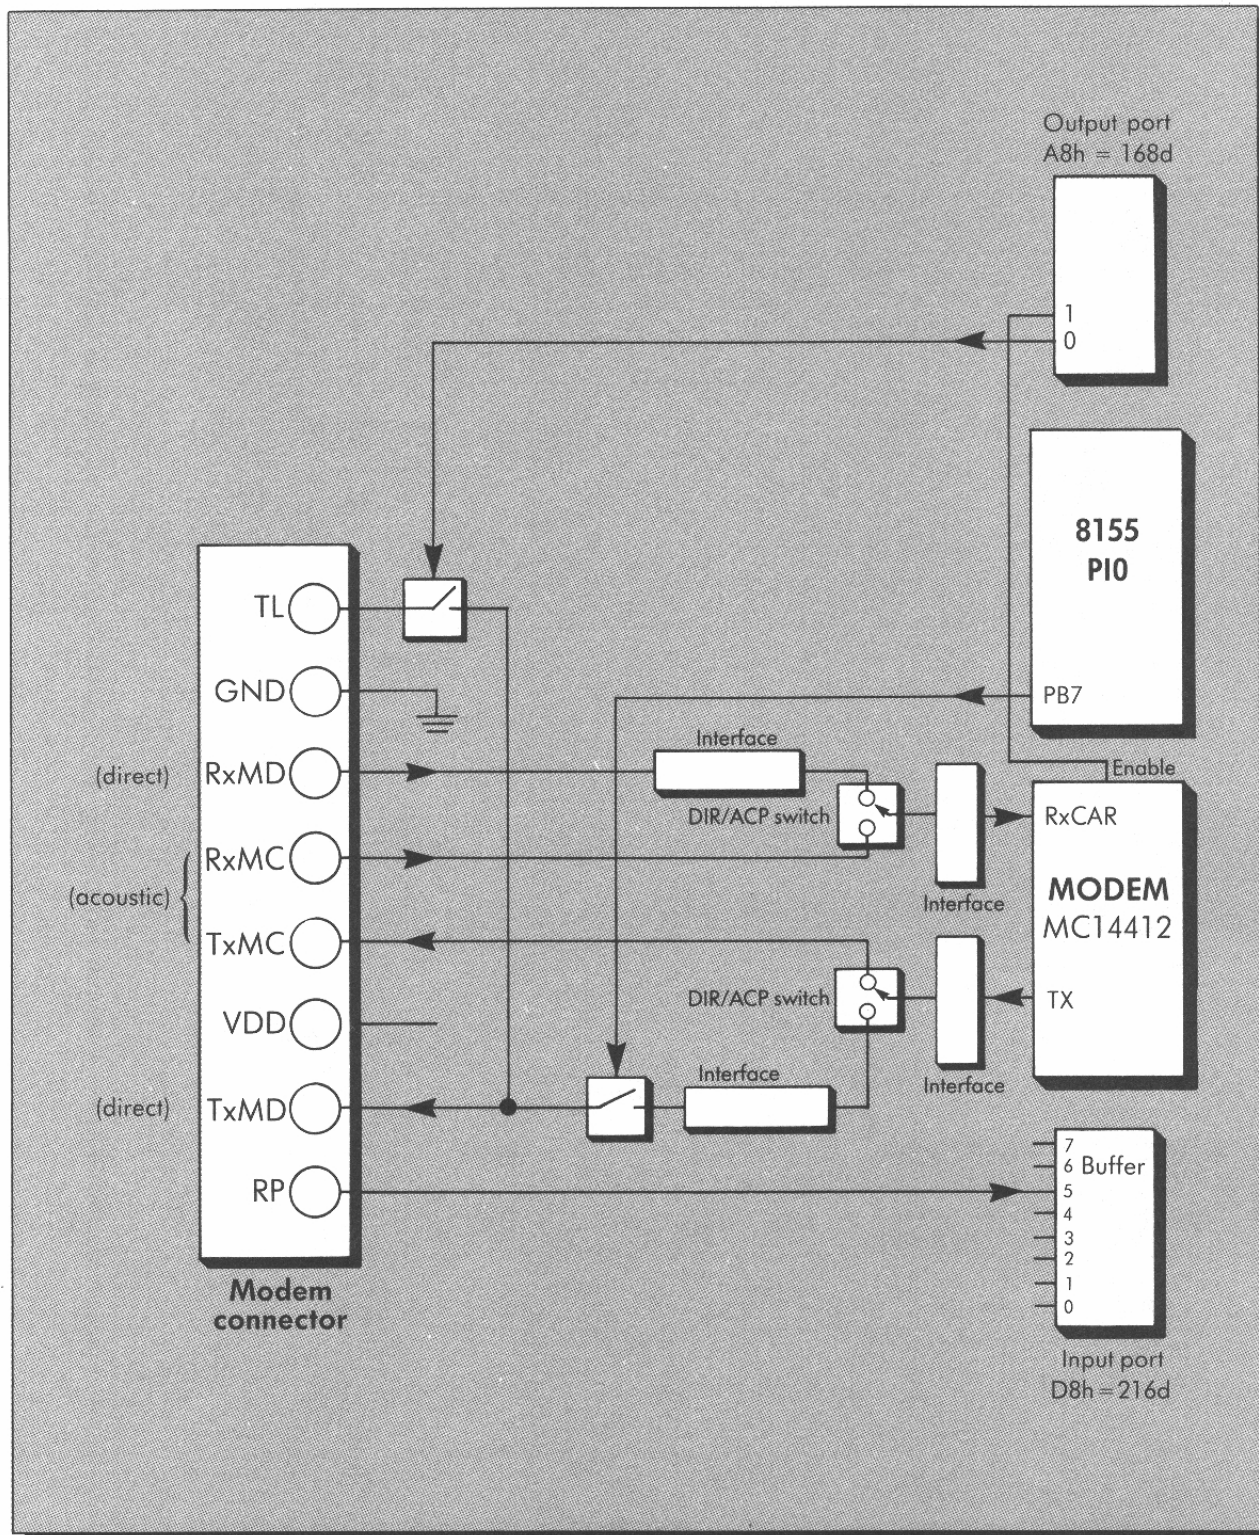 Output port
A8h = 168d
1
0
8155
PI0
PB7
TL
GND
(direct) RxMD
RxMC
(acoustic)
TxMC
VDD
(direct) TxMD
RP
Modem
connector
Interface
DIR/ACP switch
Interface
Enable
RxCAR
MODEM
MC14412
TX
DIR/ACP switch
Interface
Interface
7
6 Buffer
5
4
3
2
1
0
Input port
D8h = 216d